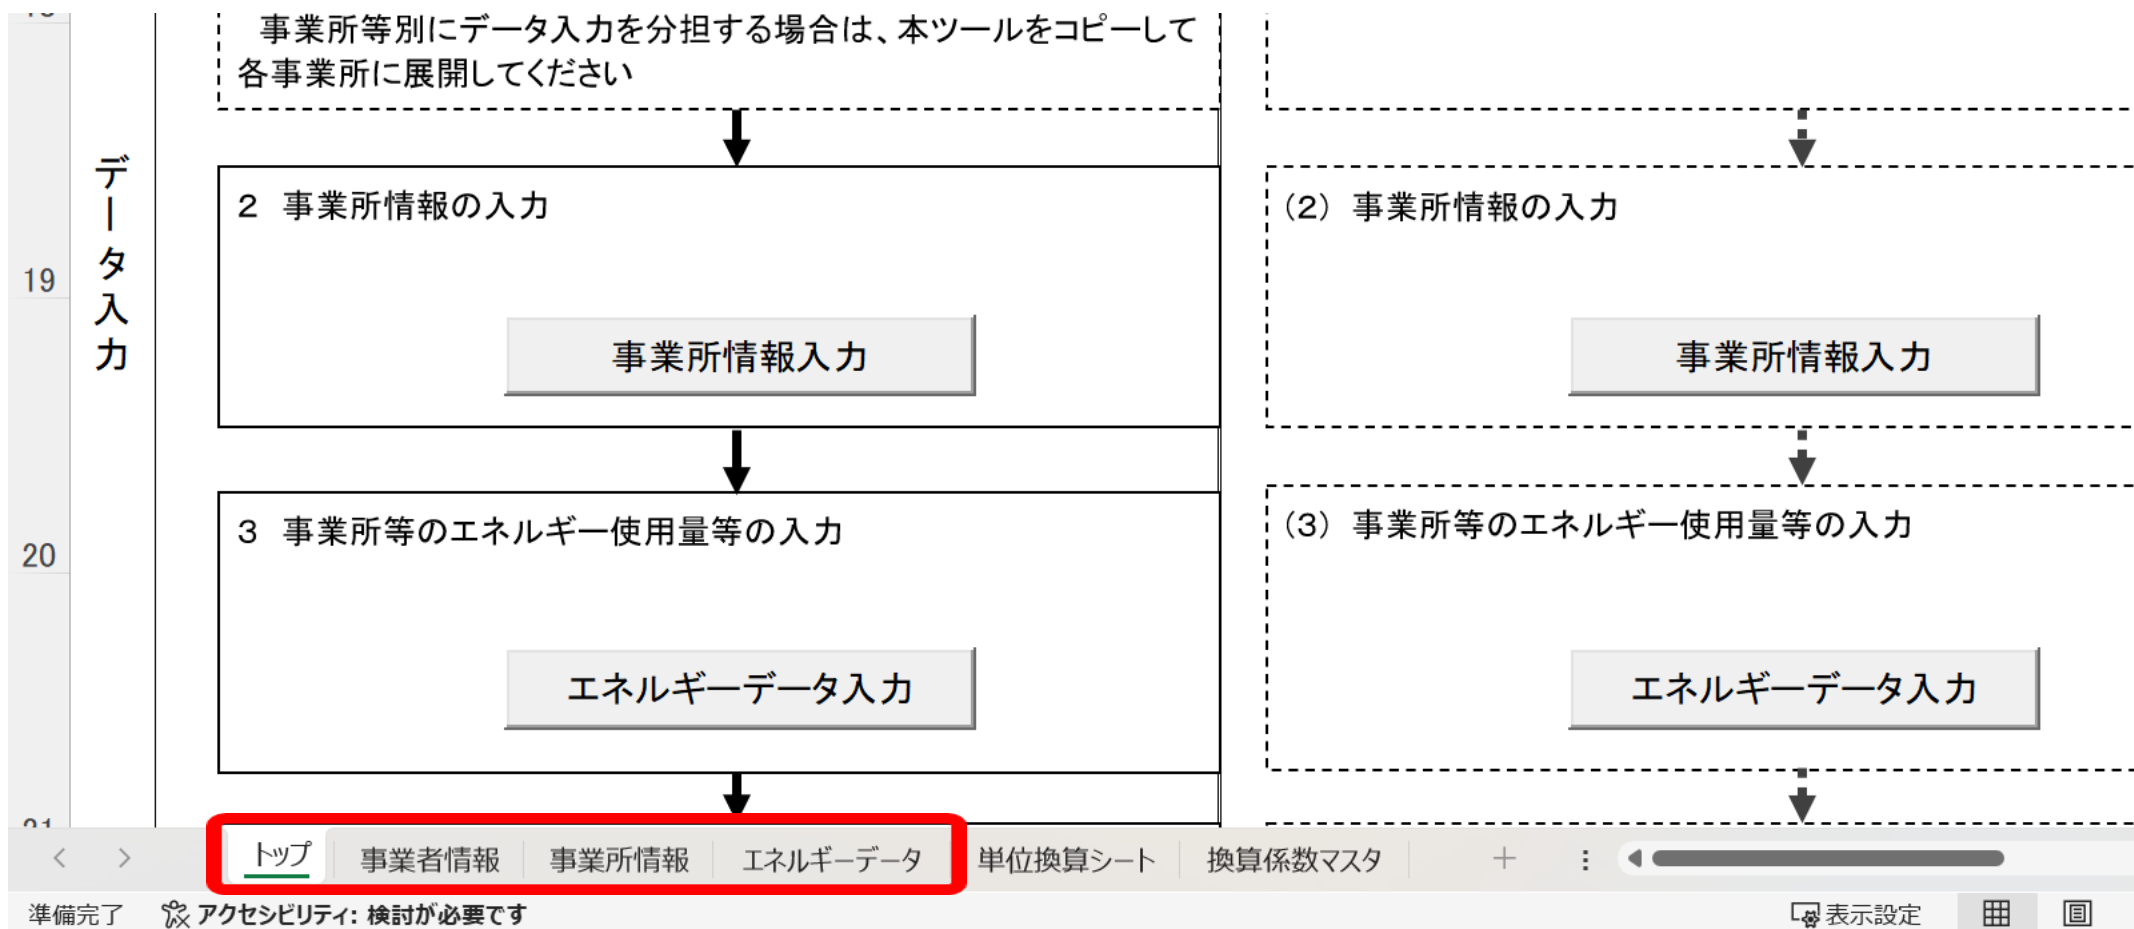 事業所等別にデータ入力を分担する場合は、本ツールをコピーして
各事業所に展開してください
データ入力
2 事業所情報の入力
事業所情報入力
(2) 事業所情報の入力
事業所情報入力
19
3 事業所等のエネルギー使用量等の入力
エネルギーデータ入力
(3) 事業所等のエネルギー使用量等の入力
エネルギーデータ入力
20
トップ 事業者情報 事業所情報 エネルギーデータ 単位換算シート 換算係数マスタ
準備完了 アクセシビリティ: 検討が必要です 表示設定